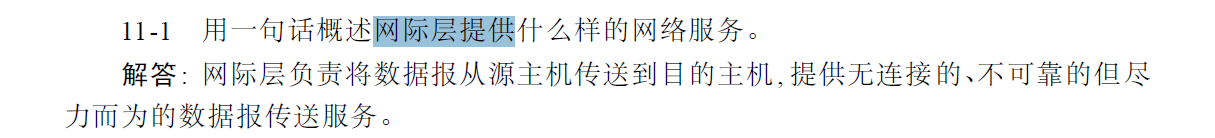 11-1 用一句话概述网际层提供什么样的网络服务。
解答: 网际层负责将数据报从源主机传送到目的主机,提供无连接的、不可靠的但尽
力而为的数据报传送服务。